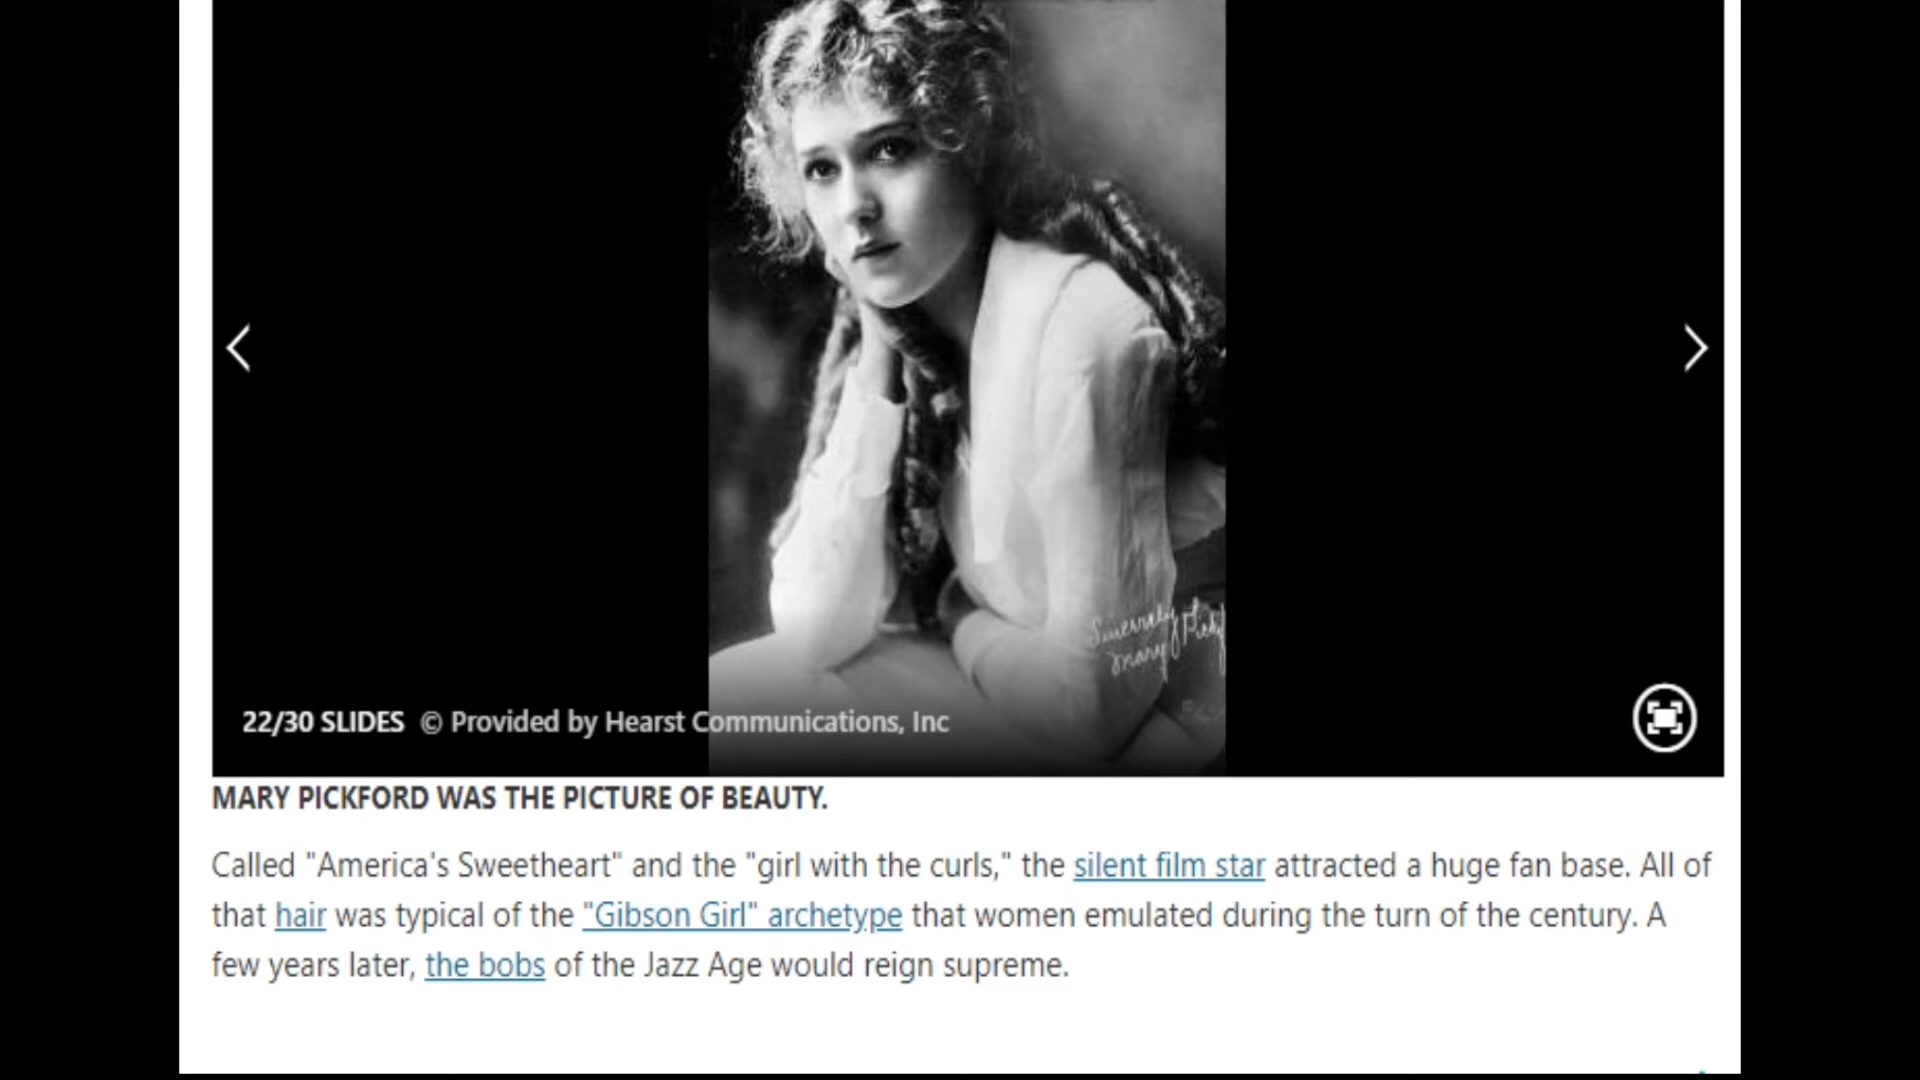 Sincerely
Mary Pickf
22/30 SLIDES © Provided by Hearst Communications, Inc
MARY PICKFORD WAS THE PICTURE OF BEAUTY.
Called "America's Sweetheart" and the "girl with the curls," the silent film star attracted a huge fan base. All of
that hair was typical of the "Gibson Girl" archetype that women emulated during the turn of the century. A
few years later, the bobs of the Jazz Age would reign supreme.